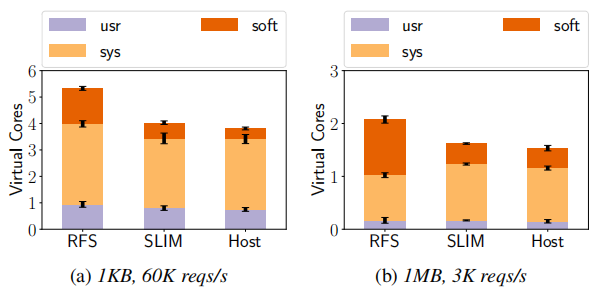 usr
soft
sys
6
5
4
3
2
1
0
Virtual Cores
RFS
SLIM
Host
(a) 1KB, 60K reqs/s
usr
soft
sys
3
2
1
0
Virtual Cores
RFS
SLIM
Host
(b) 1MB, 3K reqs/s